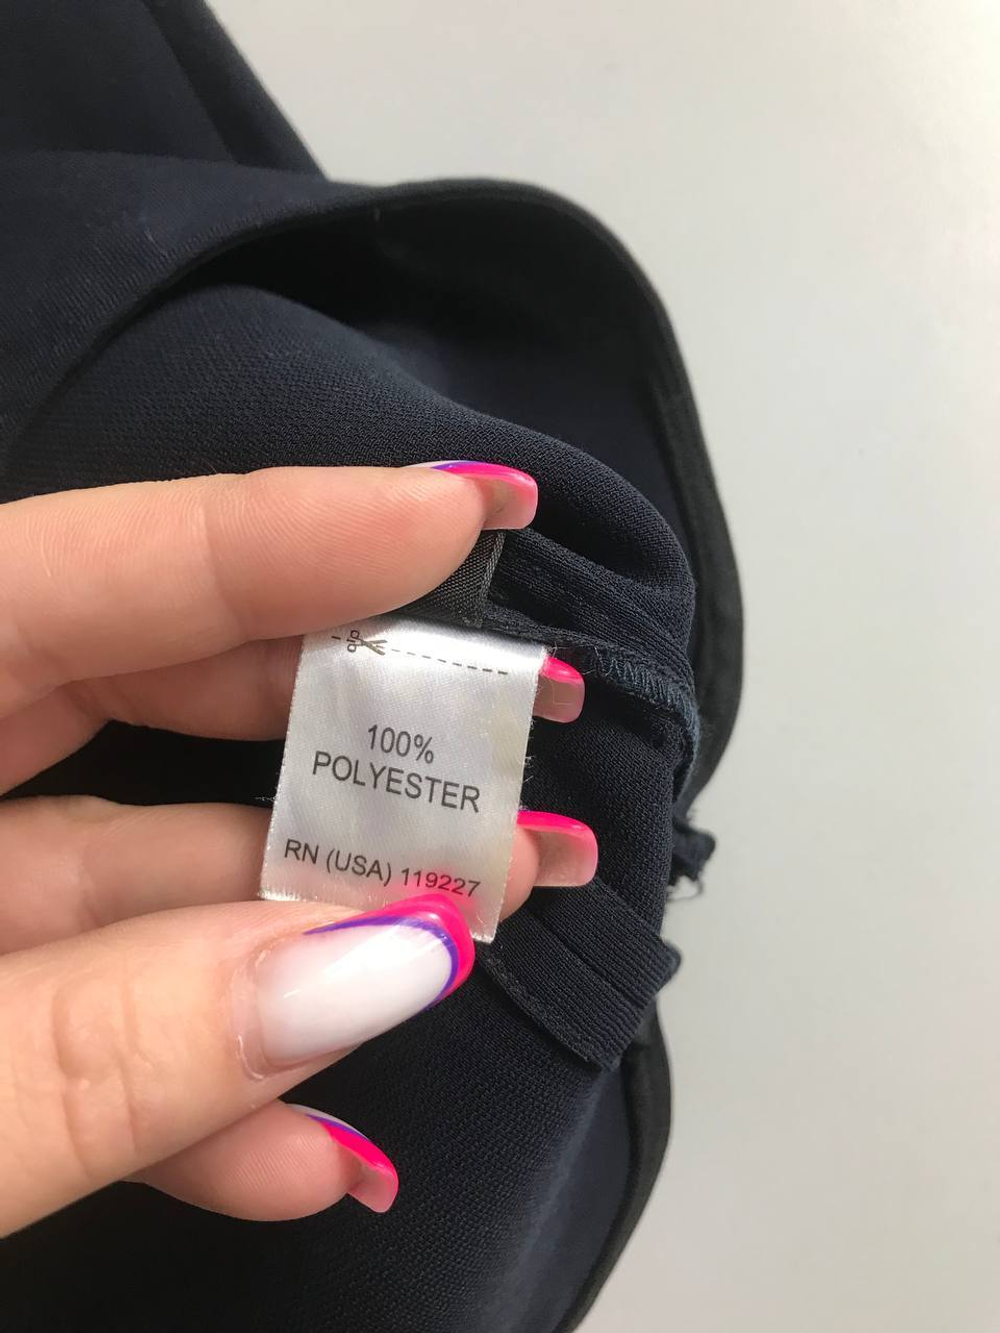 100%
POLYESTER
RN (USA) 119227